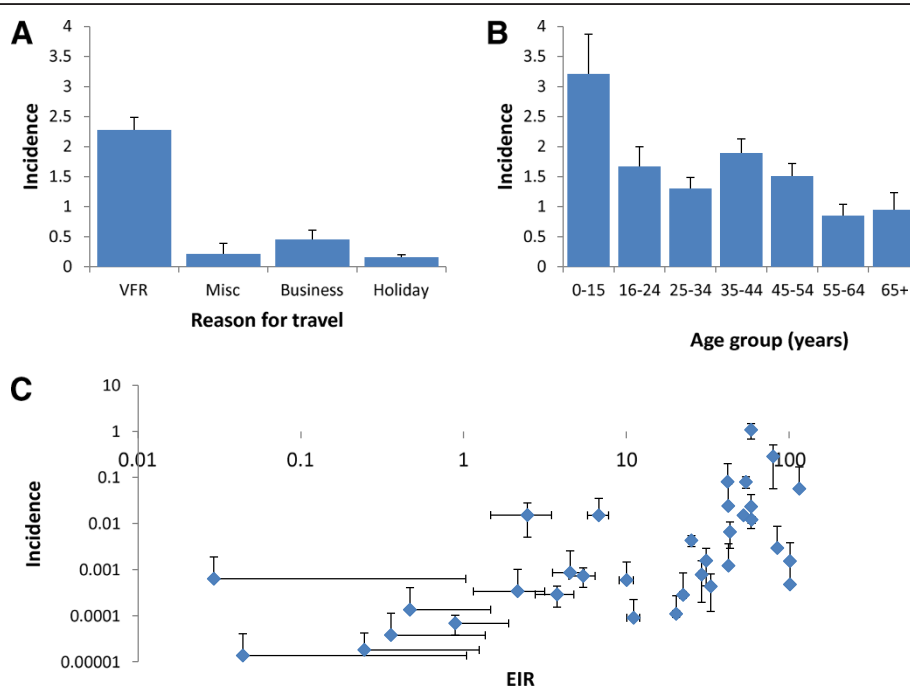 A
4
3.5
3
2.5
2
1.5
1
0.5
0
Incidence
VFR Misc Business Holiday
Reason for travel
B
4
3.5
3
2.5
2
1.5
1
0.5
0
Incidence
0-15 16-24 25-34 35-44 45-54 55-64 65+
Age group (years)
C
10
1
0.1
0.01
0.001
0.0001
0.00001
Incidence
0.01 0.1 1 10 100
EIR